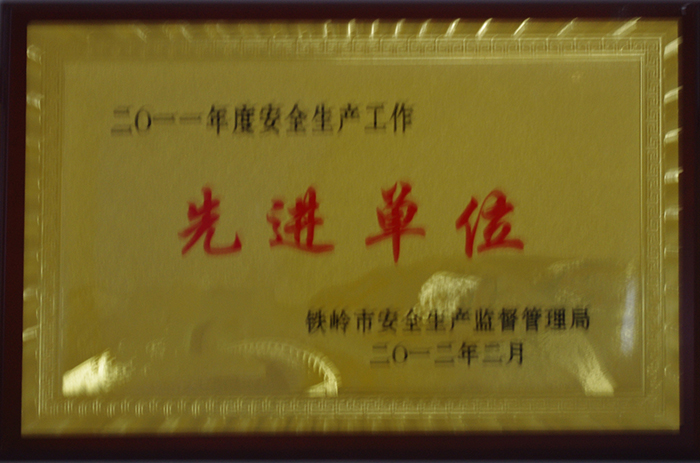 二〇一一年度安全生产工作
先进单位
铁岭市安全生产监督管理局
二〇一二年二月